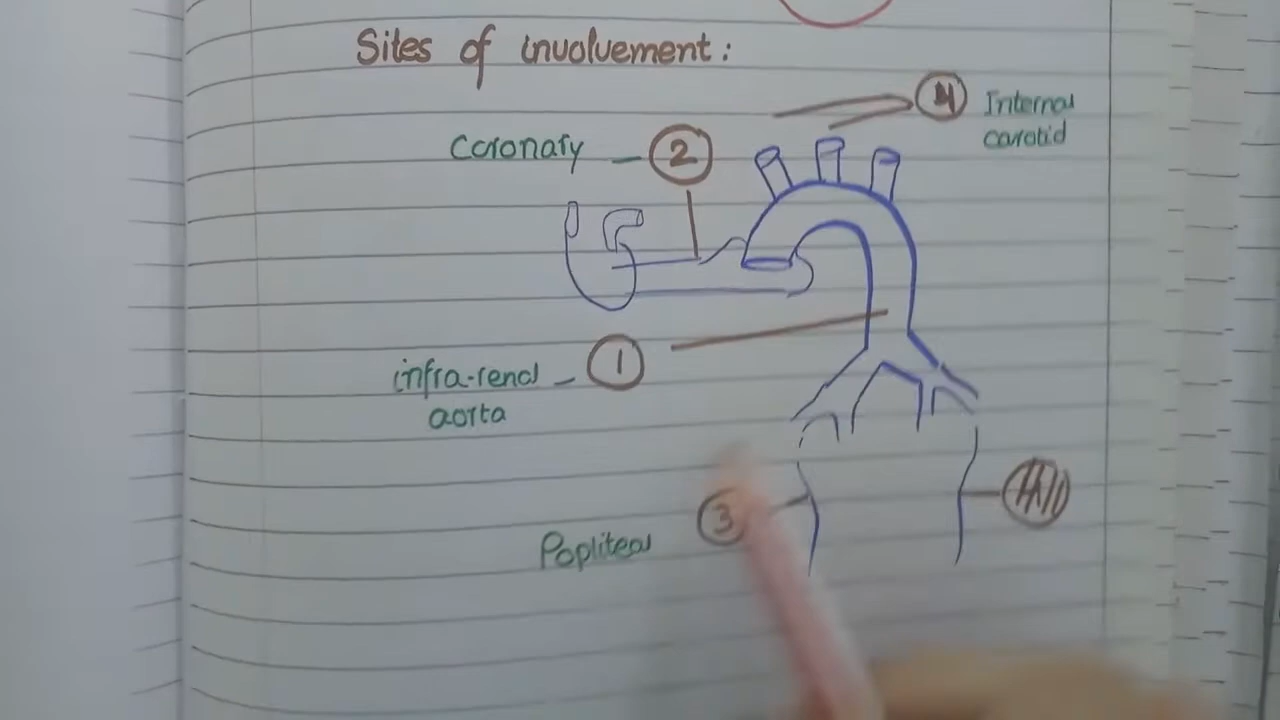 Sites of involvement:
4 Internal
carotid
Coronary - 2
infra-renal - 1
aorta
3
Popliteal